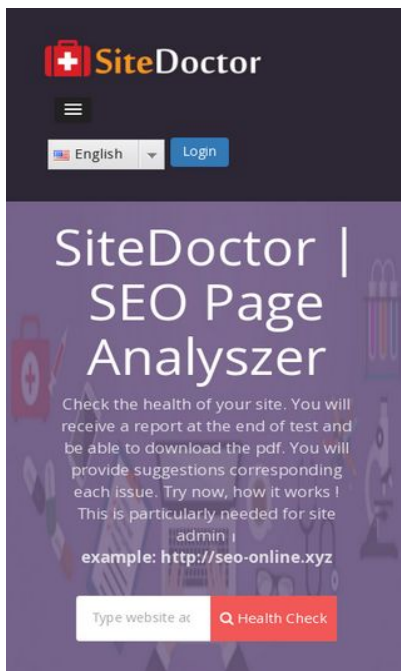 SiteDoctor
English
Login
SiteDoctor |
SEO Page
Analyszer
Check the health of your site. You will
receive a report at the end of test and
be able to download the pdf. You will
provide suggestions corresponding
each issue. Try now, how it works !
This is particularly needed for site
admin ।
example: http://seo-online.xyz
Type website ac
Health Check